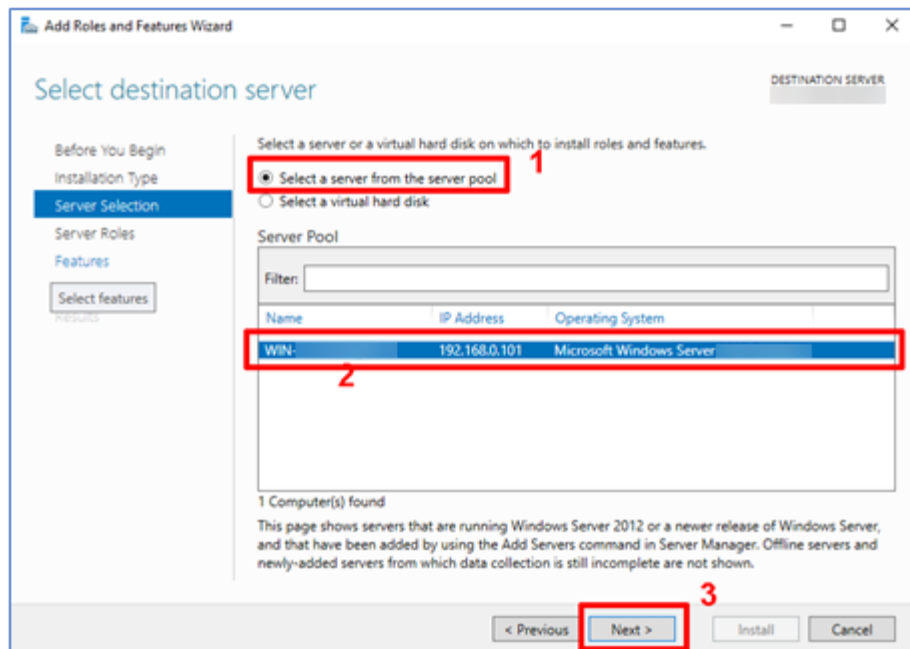 Add Roles and Features Wizard
Select destination server
DESTINATION SERVER
Before You Begin
Installation Type
Server Selection
Server Roles
Features
Select features
Results
Select a server or a virtual hard disk on which to install roles and features.
1
Select a server from the server pool
Select a virtual hard disk
Server Pool
Filter:
Name IP Address Operating System
WIN- 192.168.0.101 Microsoft Windows Server
2
1 Computer(s) found
This page shows servers that are running Windows Server 2012 or a newer release of Windows Server,
and that have been added by using the Add Servers command in Server Manager. Offline servers and
newly-added servers from which data collection is still incomplete are not shown.
3
< Previous Next > Install Cancel